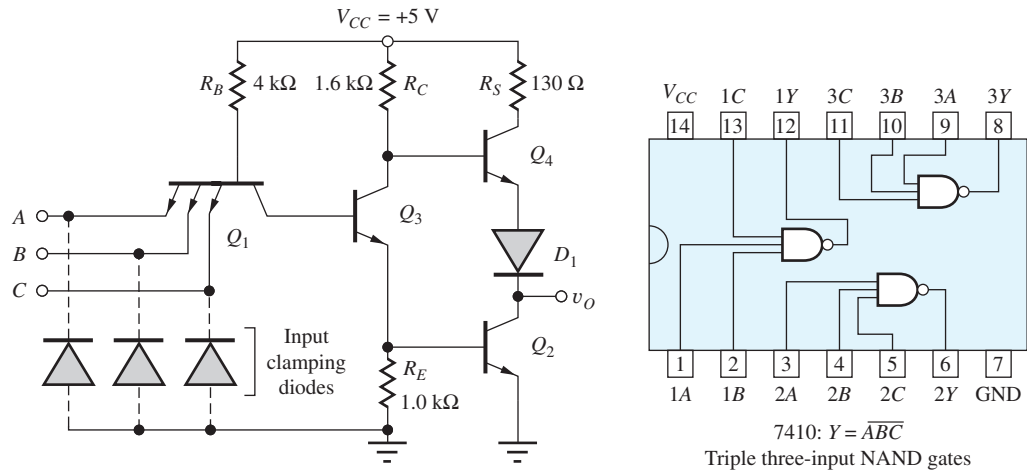 V_CC = +5 V
R_B 4 kΩ 1.6 kΩ R_C R_S 130 Ω
Q_4
A
Q_3
Q_1
B
D_1
C
v_O
Input
clamping
diodes
Q_2
R_E
1.0 kΩ
V_CC 1C 1Y 3C 3B 3A 3Y
14 13 12 11 10 9 8
1 2 3 4 5 6 7
1A 1B 2A 2B 2C 2Y GND
7410: Y = \overline{ABC}
Triple three-input NAND gates